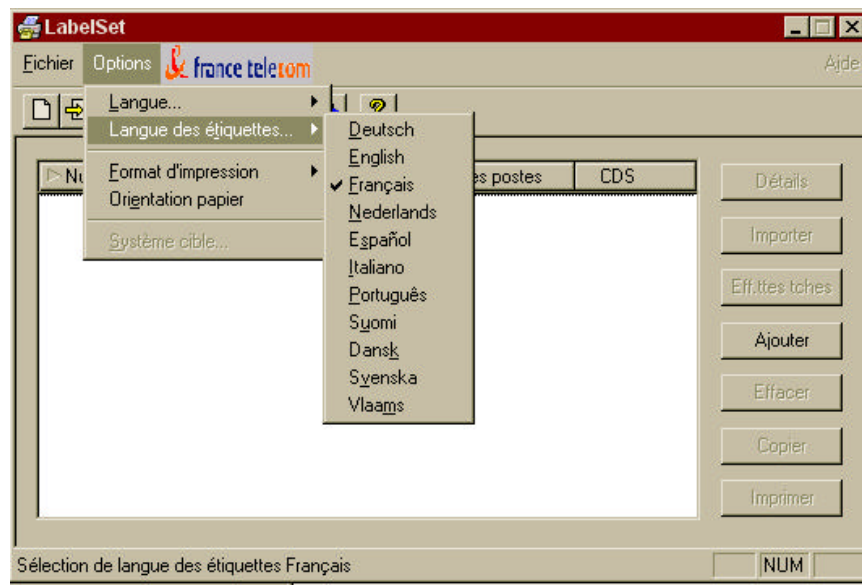 LabelSet
Fichier Options france telecom Aide
Langue...
Langue des étiquettes...
Format d'impression
Orientation papier
Système cible...
Deutsch
English
Français
Nederlands
Español
Italiano
Português
Suomi
Dansk
Svenska
Vlaams
postes CDS
Détails
Importer
Eff.ttes tches
Ajouter
Effacer
Copier
Imprimer
Sélection de langue des étiquettes Français NUM